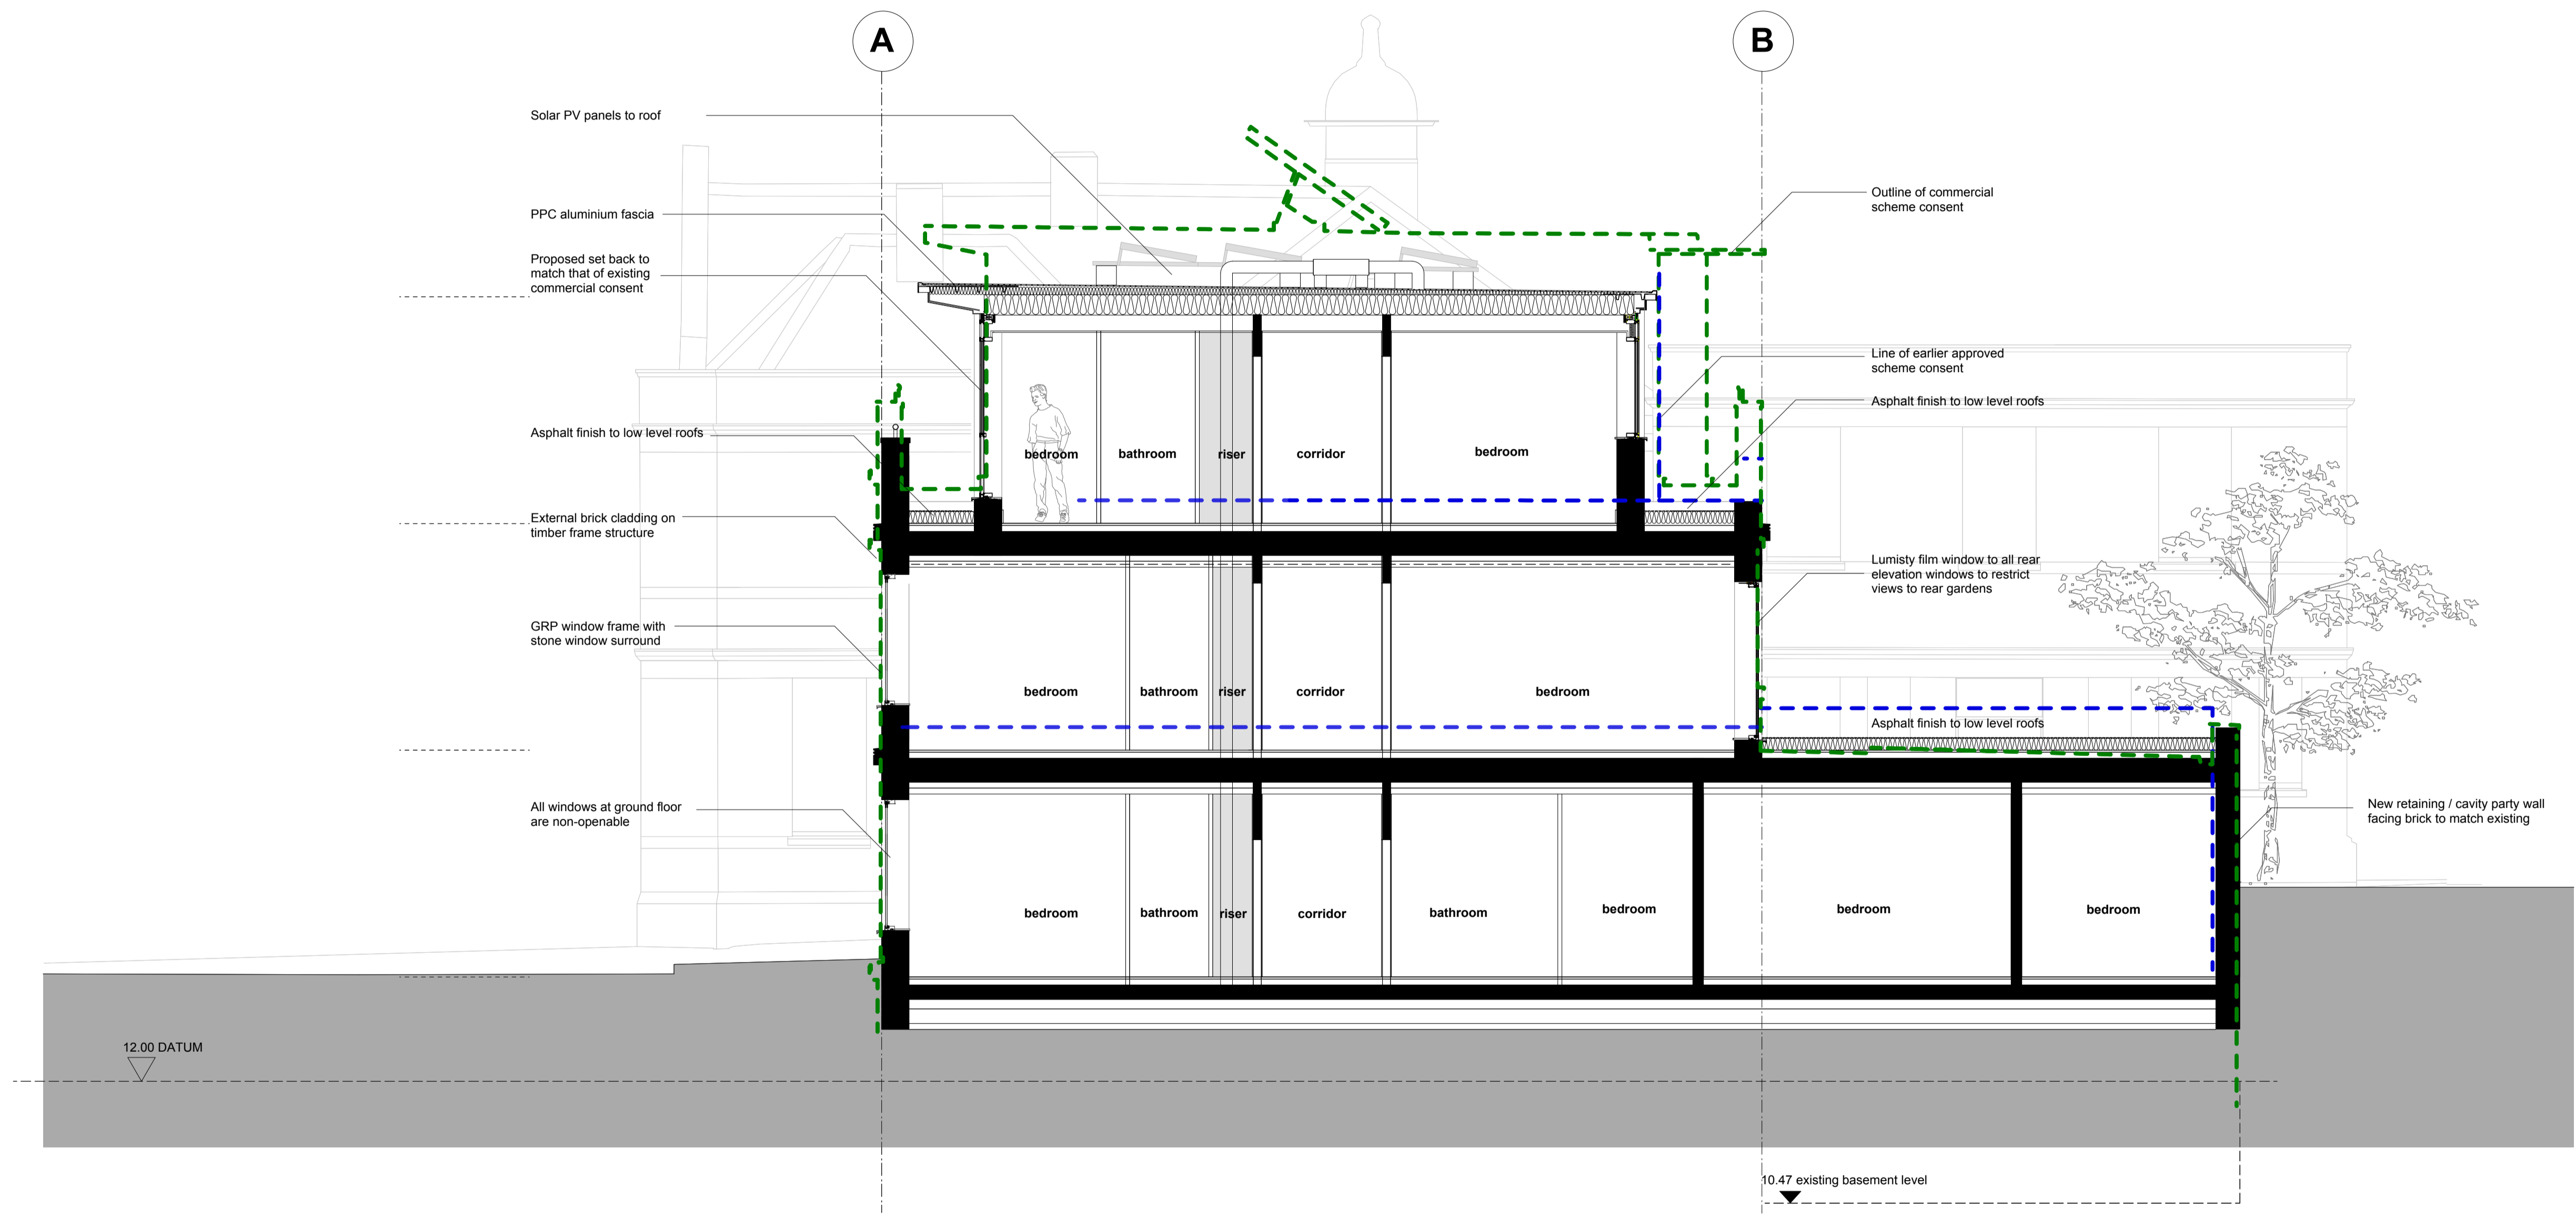 A
B
Solar PV panels to roof
PPC aluminium fascia
Outline of commercial
scheme consent
Proposed set back to
match that of existing
commercial consent
Line of earlier approved
scheme consent
Asphalt finish to low level roofs
Asphalt finish to low level roofs
bedroom
bathroom
riser
corridor
bedroom
External brick cladding on
timber frame structure
Lumisty film window to all rear
elevation windows to restrict
views to rear gardens
GRP window frame with
stone window surround
bedroom
bathroom
riser
corridor
bedroom
Asphalt finish to low level roofs
All windows at ground floor
are non-openable
New retaining / cavity party wall
facing brick to match existing
bedroom
bathroom
riser
corridor
bathroom
bedroom
bedroom
bedroom
12.00 DATUM
10.47 existing basement level